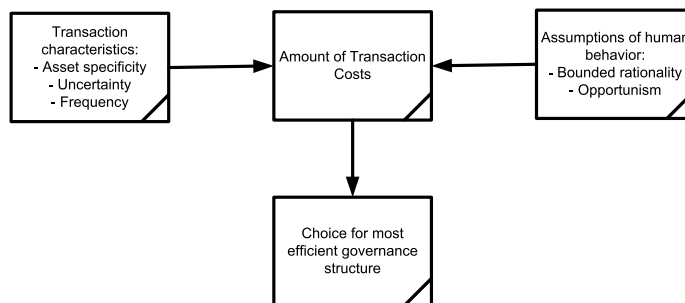 Transaction
characteristics:
- Asset specificity
- Uncertainty
- Frequency
Amount of Transaction
Costs
Assumptions of human
behavior:
- Bounded rationality
- Opportunism
Choice for most
efficient governance
structure